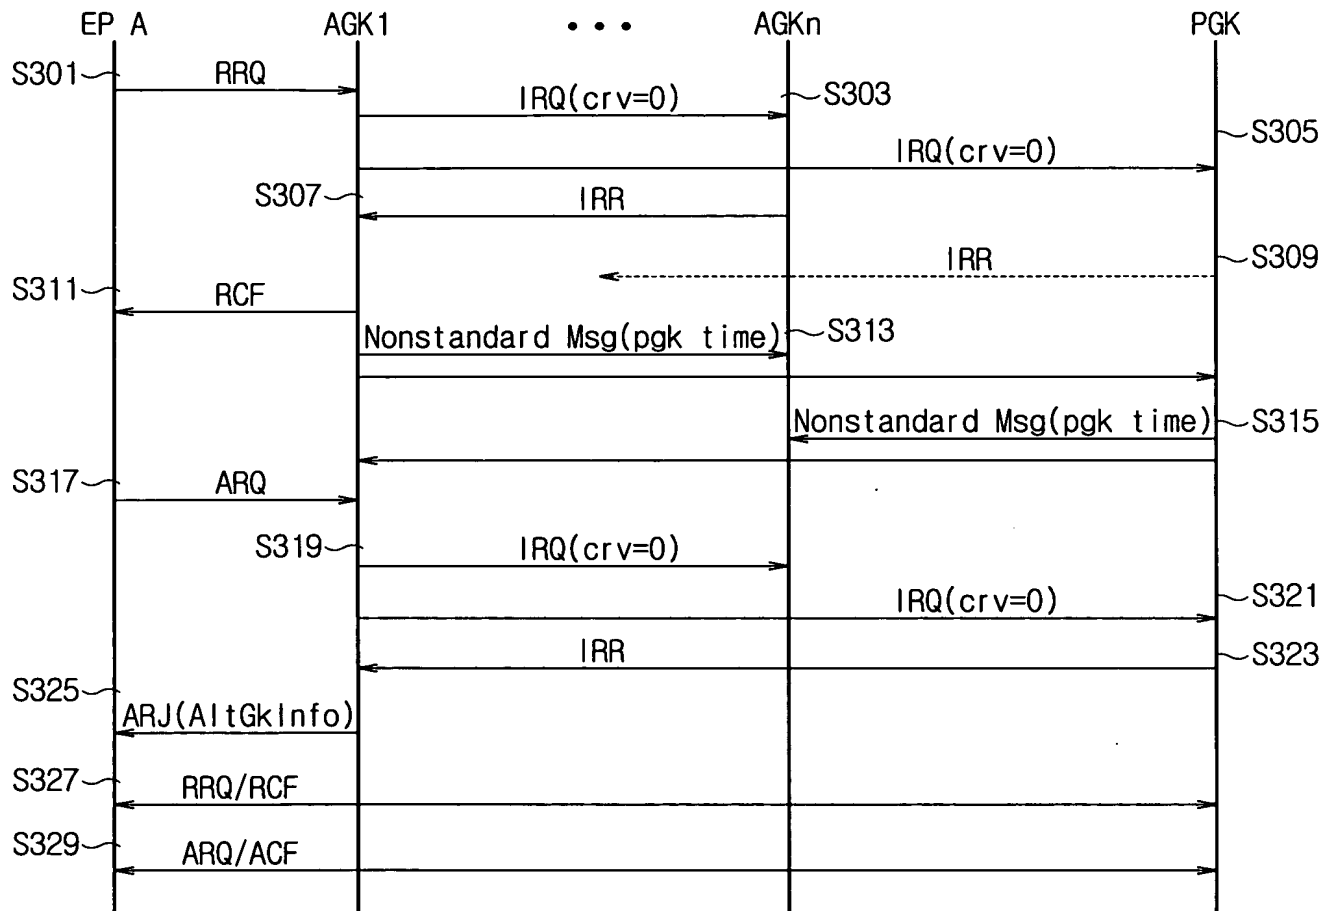 EP A AGK1 • • • AGKn PGK
S301 RRQ
IRQ(crv=0) S303
S305
IRQ(crv=0)
S307 IRR
IRR S309
S311 RCF
Nonstandard Msg(pgk time) S313
Nonstandard Msg(pgk time) S315
S317 ARQ
S319 IRQ(crv=0)
IRQ(crv=0) S321
IRR S323
S325
ARJ(AltGkInfo)
S327 RRQ/RCF
S329 ARQ/ACF